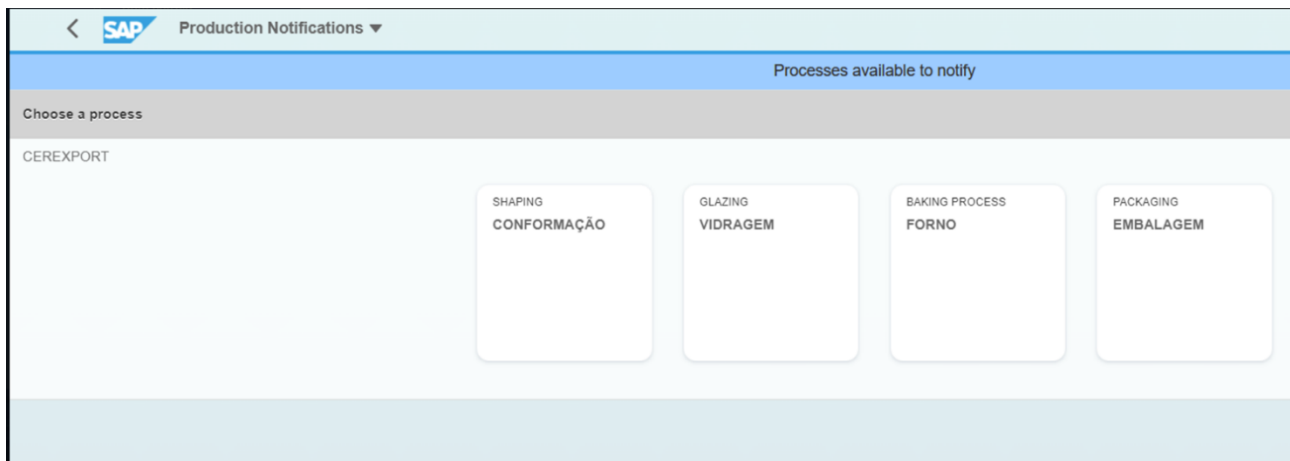 SAP Production Notifications
Processes available to notify
Choose a process
CEREXPORT
SHAPING
CONFORMAÇÃO
GLAZING
VIDRAGEM
BAKING PROCESS
FORNO
PACKAGING
EMBALAGEM